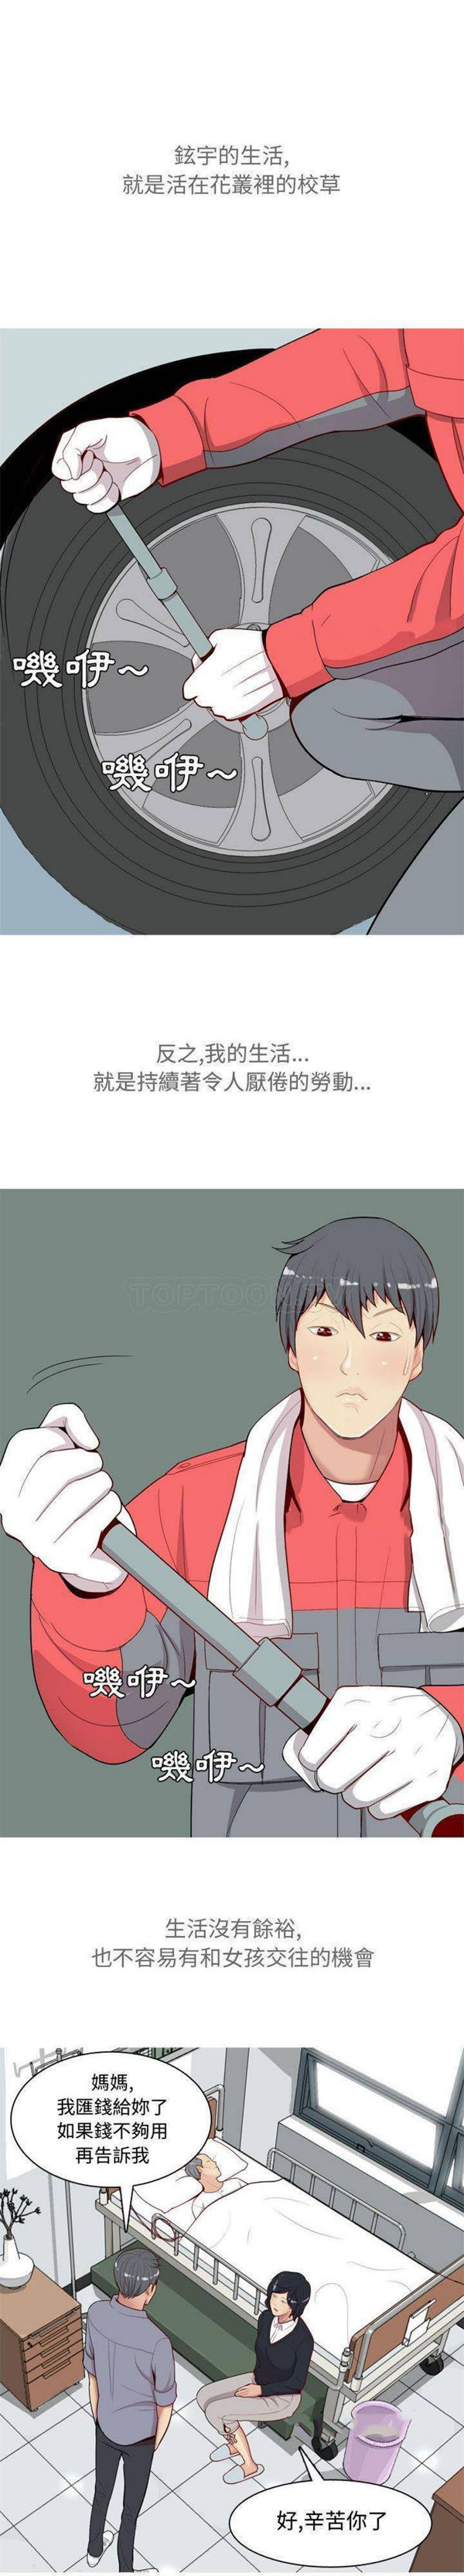 鉉宇的生活,
就是活在花叢裡的校草
嘰咿~
嘰咿~
反之,我的生活...
就是持續著令人厭倦的勞動...
TOPTOON.TV
嘰咿~
嘰咿~
生活沒有餘裕,
也不容易有和女孩交往的機會
媽媽,
我匯錢給妳了
如果錢不夠用
再告訴我
好,辛苦你了